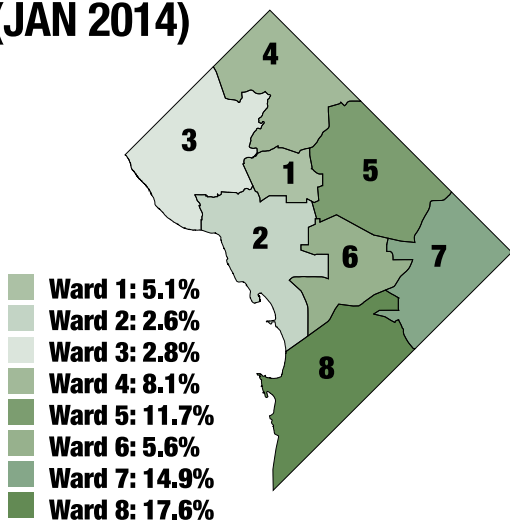 (JAN 2014)
4
3
1
5
2
6
7
8
Ward 1: 5.1%
Ward 2: 2.6%
Ward 3: 2.8%
Ward 4: 8.1%
Ward 5: 11.7%
Ward 6: 5.6%
Ward 7: 14.9%
Ward 8: 17.6%